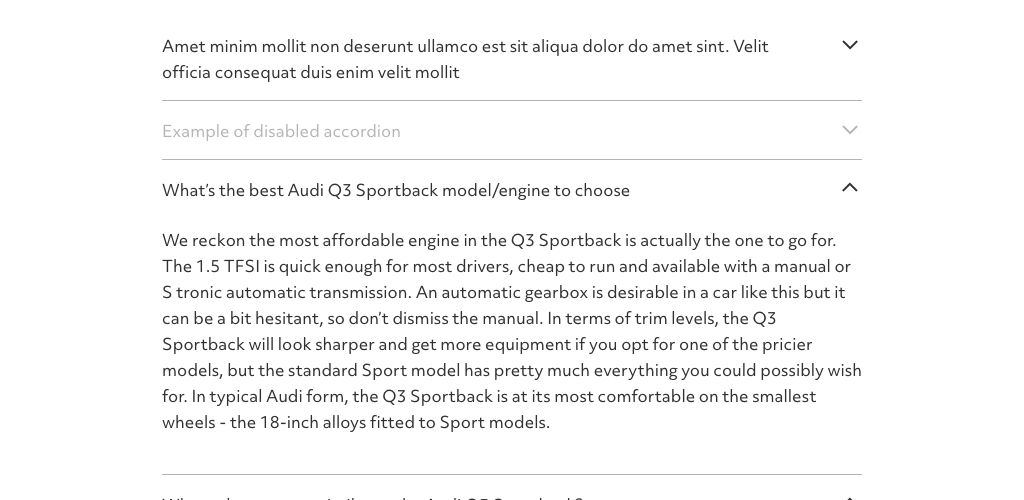 Amet minim mollit non deserunt ullamco est sit aliqua dolor do amet sint. Velit
officia consequat duis enim velit mollit
Example of disabled accordion
What’s the best Audi Q3 Sportback model/engine to choose
We reckon the most affordable engine in the Q3 Sportback is actually the one to go for.
The 1.5 TFSI is quick enough for most drivers, cheap to run and available with a manual or
S tronic automatic transmission. An automatic gearbox is desirable in a car like this but it
can be a bit hesitant, so don’t dismiss the manual. In terms of trim levels, the Q3
Sportback will look sharper and get more equipment if you opt for one of the pricier
models, but the standard Sport model has pretty much everything you could possibly wish
for. In typical Audi form, the Q3 Sportback is at its most comfortable on the smallest
wheels - the 18-inch alloys fitted to Sport models.